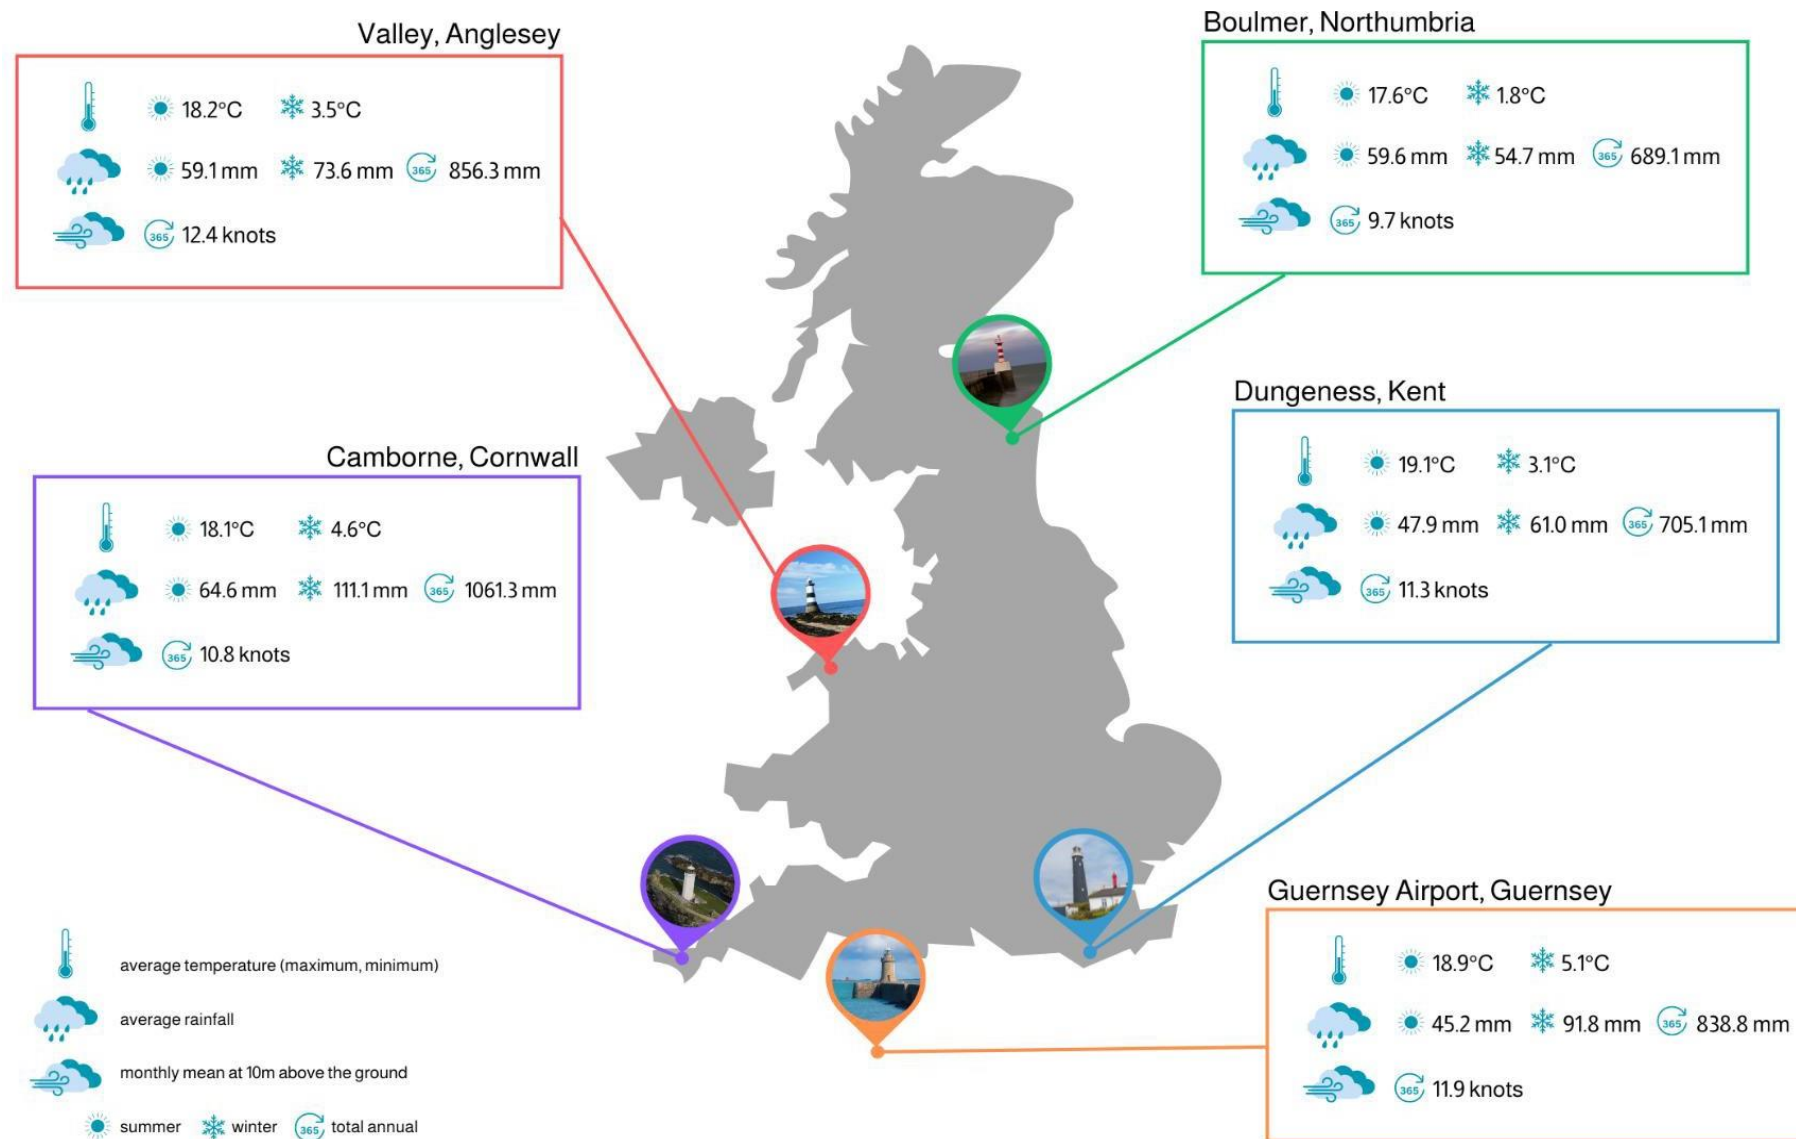 Valley, Anglesey
18.2°C 3.5°C
59.1 mm 73.6 mm 365 856.3 mm
365 12.4 knots
Boulmer, Northumbria
17.6°C 1.8°C
59.6 mm 54.7 mm 365 689.1 mm
365 9.7 knots
Camborne, Cornwall
18.1°C 4.6°C
64.6 mm 111.1 mm 365 1061.3 mm
365 10.8 knots
Dungeness, Kent
19.1°C 3.1°C
47.9 mm 61.0 mm 365 705.1 mm
365 11.3 knots
Guernsey Airport, Guernsey
18.9°C 5.1°C
45.2 mm 91.8 mm 365 838.8 mm
365 11.9 knots
average temperature (maximum, minimum)
average rainfall
monthly mean at 10m above the ground
summer winter 365 total annual